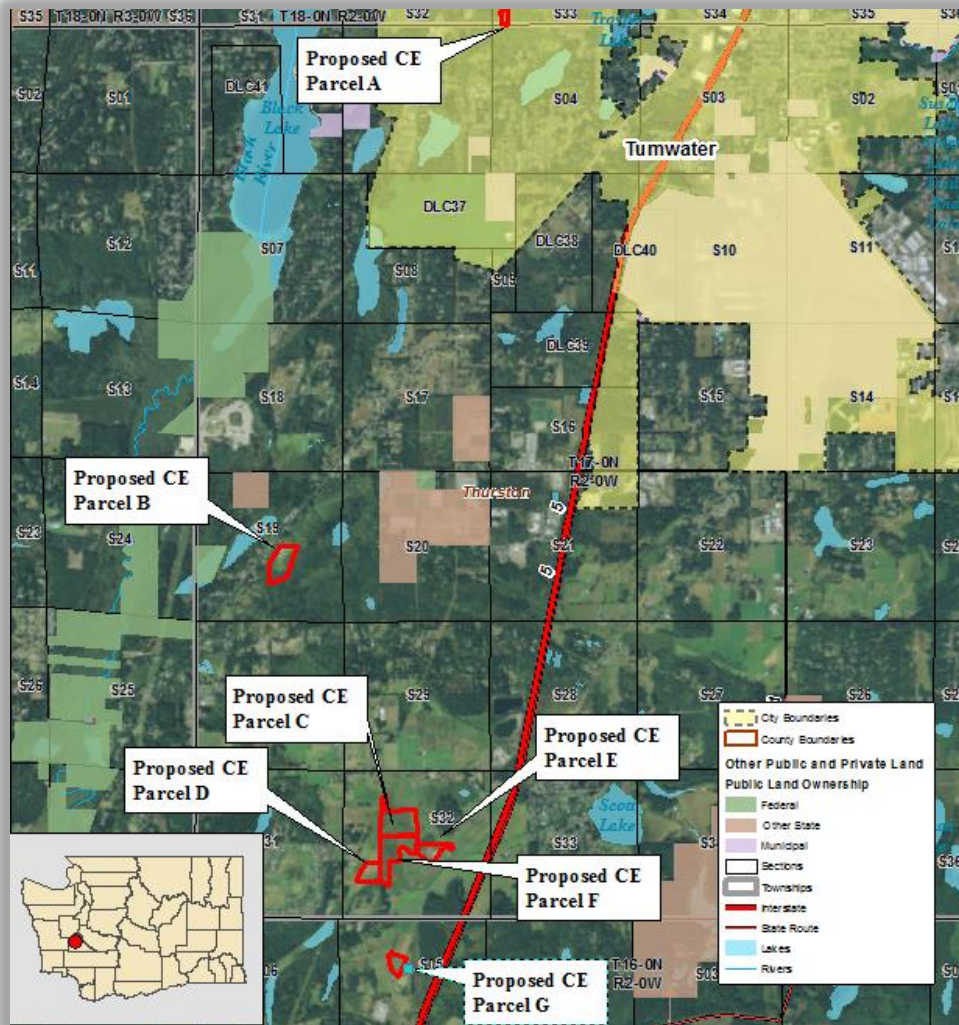 S35
T18-0N R3-0W
S36
S31
T18-0N R2-0W
S32
S33
S34
S35
Proposed CE
Parcel A
S02
S01
DLC41
Black
Lake
Black
River
S04
S03
S02
Tumwater
DLC37
S12
S11
S07
S08
S09
DLC38
DLC40
S10
S11
DLC39
S14
S13
S18
S17
S16
S15
S14
T17-0N
R2-0W
Proposed CE
Parcel B
Thurston
S23
S24
S19
S20
5
S21
5
S22
S23
S26
S25
S29
S28
S27
S26
Proposed CE
Parcel C
Proposed CE
Parcel D
Proposed CE
Parcel E
S32
Scott
Lake
S33
S36
Proposed CE
Parcel F
Proposed CE
Parcel G
S05
T16-0N
R2-0W
S03
City Boundaries
County Boundaries
Other Public and Private Land
Public Land Ownership
Federal
Other State
Municipal
Sections
Townships
Interstate
State Route
Lakes
Rivers